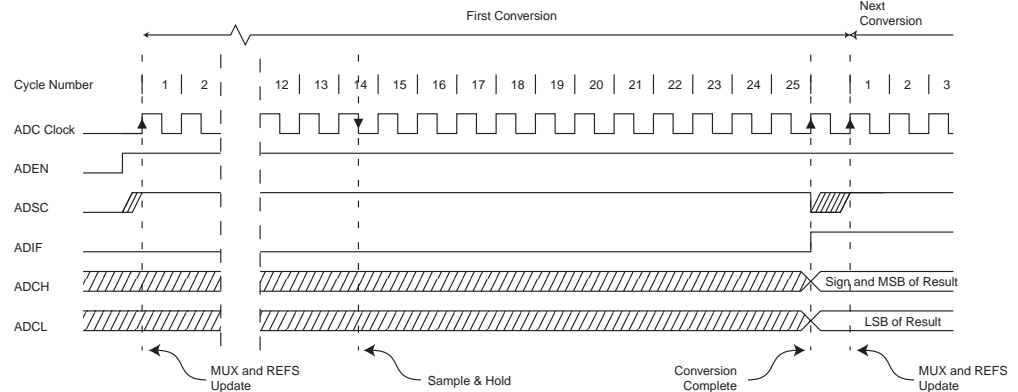 First Conversion
Next
Conversion
Cycle Number 1 2 12 13 14 15 16 17 18 19 20 21 22 23 24 25 1 2 3
ADC Clock
ADEN
ADSC
ADIF
ADCH
Sign and MSB of Result
ADCL
LSB of Result
MUX and REFS
Update
Sample & Hold
Conversion
Complete
MUX and REFS
Update